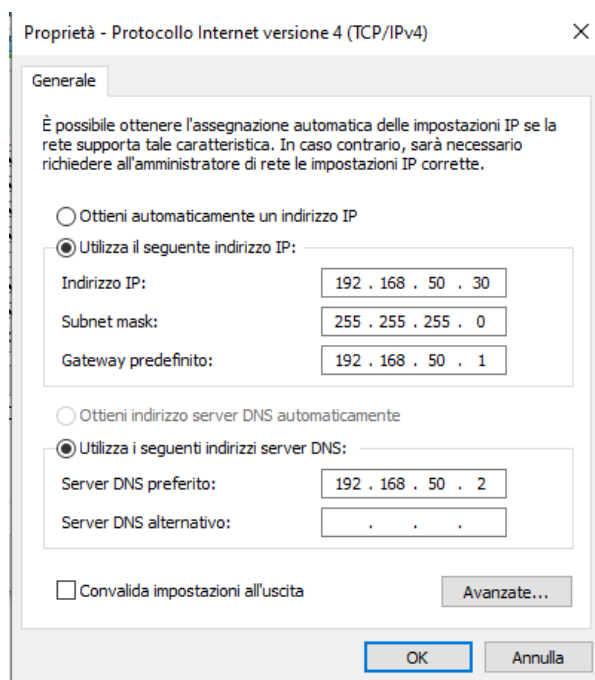 Proprietà - Protocollo Internet versione 4 (TCP/IPv4)
Generale
È possibile ottenere l'assegnazione automatica delle impostazioni IP se la
rete supporta tale caratteristica. In caso contrario, sarà necessario
richiedere all'amministratore di rete le impostazioni IP corrette.
Ottieni automaticamente un indirizzo IP
Utilizza il seguente indirizzo IP:
Indirizzo IP: 192 . 168 . 50 . 30
Subnet mask: 255 . 255 . 255 . 0
Gateway predefinito: 192 . 168 . 50 . 1
Ottieni indirizzo server DNS automaticamente
Utilizza i seguenti indirizzi server DNS:
Server DNS preferito: 192 . 168 . 50 . 2
Server DNS alternativo: . . .
Convalida impostazioni all'uscita Avanzate...
OK Annulla